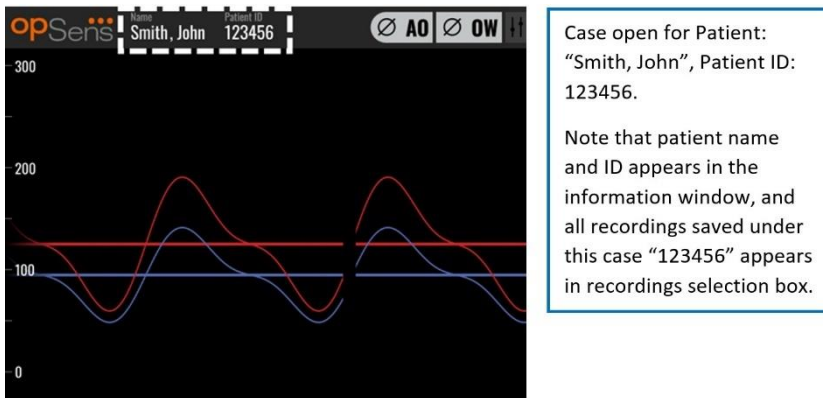 opSens
Name Patient ID
Smith, John 123456
Ø AO Ø OW
300
200
100
0
Case open for Patient:
“Smith, John”, Patient ID:
123456.
Note that patient name
and ID appears in the
information window, and
all recordings saved under
this case “123456” appears
in recordings selection box.